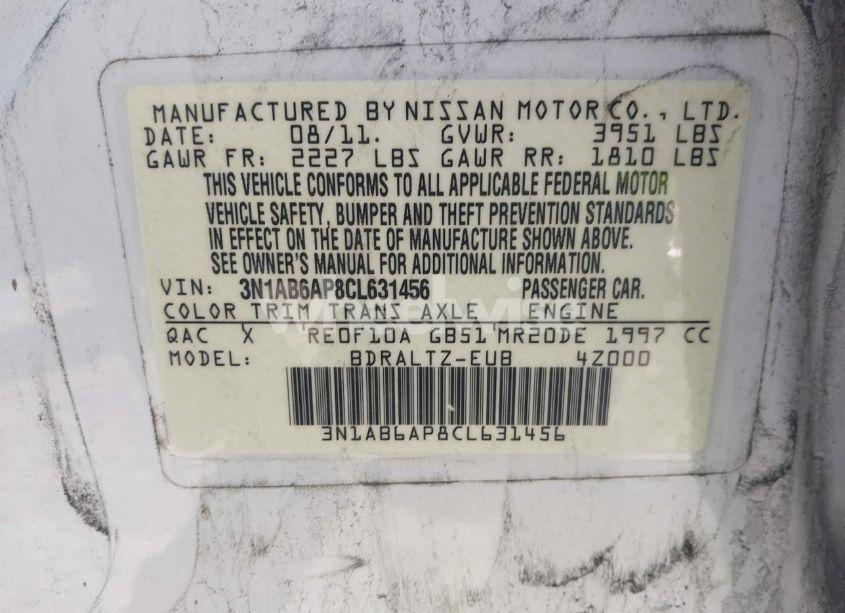 MANUFACTURED BY NISSAN MOTOR CO., LTD.
DATE: 08/11. GVWR: 3951 LBS
GAWR FR: 2227 LBS GAWR RR: 1810 LBS
THIS VEHICLE CONFORMS TO ALL APPLICABLE FEDERAL MOTOR
VEHICLE SAFETY, BUMPER AND THEFT PREVENTION STANDARDS
IN EFFECT ON THE DATE OF MANUFACTURE SHOWN ABOVE.
SEE OWNER'S MANUAL FOR ADDITIONAL INFORMATION.
VIN: 3N1AB6AP8CL631456 PASSENGER CAR.
COLOR TRIM TRANS AXLE ENGINE
QAC X RE0F10A GB51 MR20DE 1997 CC
MODEL: BDRALTZ-EUB 4Z000
3N1AB6AP8CL631456